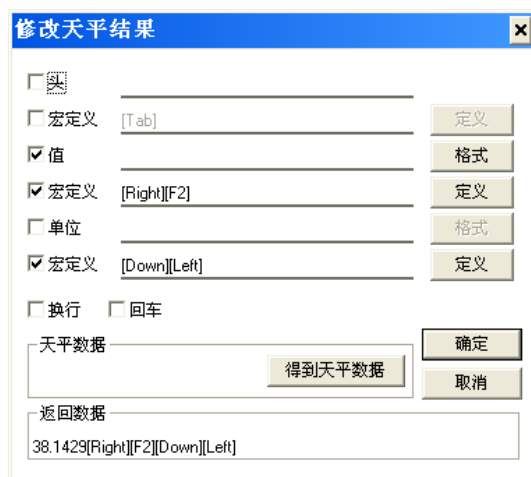 修改天平结果
头
宏定义 [Tab] 定义
值 格式
宏定义 [Right][F2] 定义
单位 格式
宏定义 [Down][Left] 定义
换行 回车
天平数据
确定
得到天平数据
取消
返回数据
38.1429[Right][F2][Down][Left]